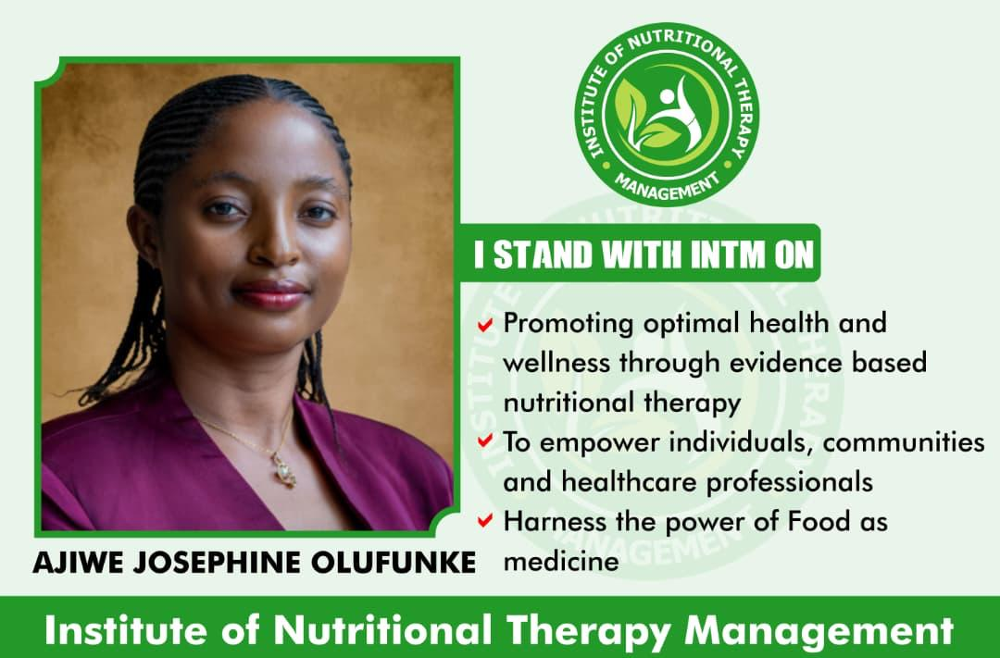 INSTITUTE OF NUTRITIONAL THERAPY
MANAGEMENT
I STAND WITH INTM ON
Promoting optimal health and
wellness through evidence based
nutritional therapy
To empower individuals, communities
and healthcare professionals
Harness the power of Food as
medicine
AJIWE JOSEPHINE OLUFUNKE
Institute of Nutritional Therapy Management